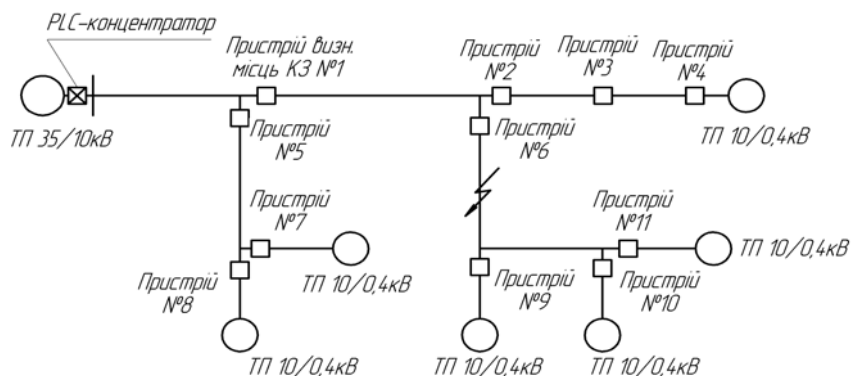 PLC-концентратор
Пристрій визн.
місць КЗ №1
Пристрій
№2
Пристрій
№3
Пристрій
№4
ТП 35/10кВ
Пристрій
№5
Пристрій
№6
ТП 10/0,4кВ
Пристрій
№7
Пристрій
№11
ТП 10/0,4кВ
ТП 10/0,4кВ
Пристрій
№8
Пристрій
№9
Пристрій
№10
ТП 10/0,4кВ
ТП 10/0,4кВ
ТП 10/0,4кВ